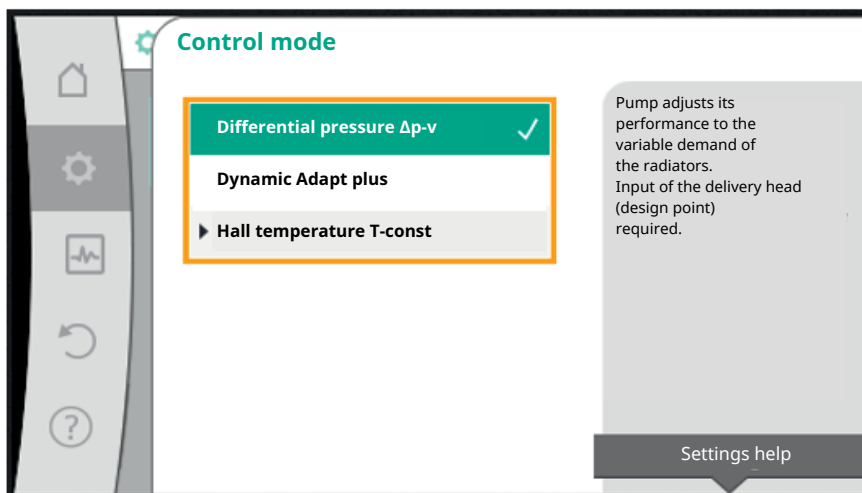 Control mode
Differential pressure Δp-v
Dynamic Adapt plus
Hall temperature T-const
Pump adjusts its
performance to the
variable demand of
the radiators.
Input of the delivery head
(design point)
required.
Settings help